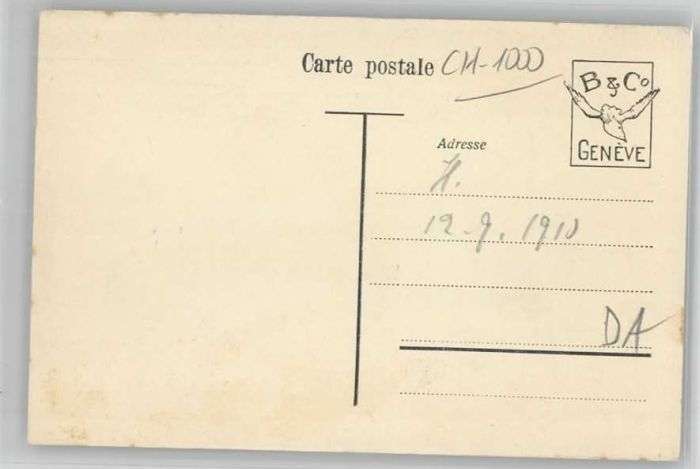 Carte postale CH-1000
B & Co
GENÈVE
Adresse
H.
12-9. 1910
DA